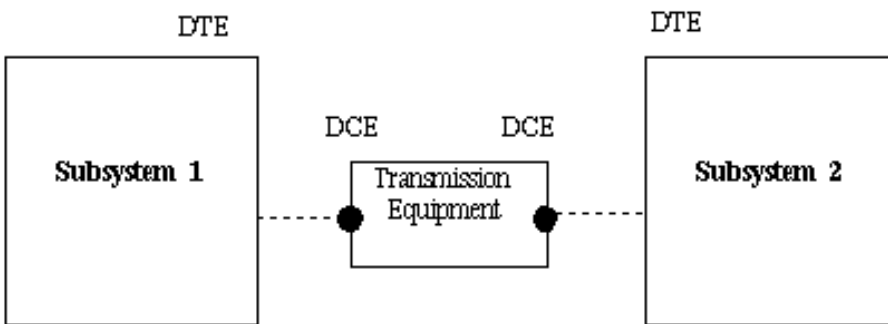 DTE
DTE
DCE
DCE
Subsystem 1
Transmission
Equipment
Subsystem 2